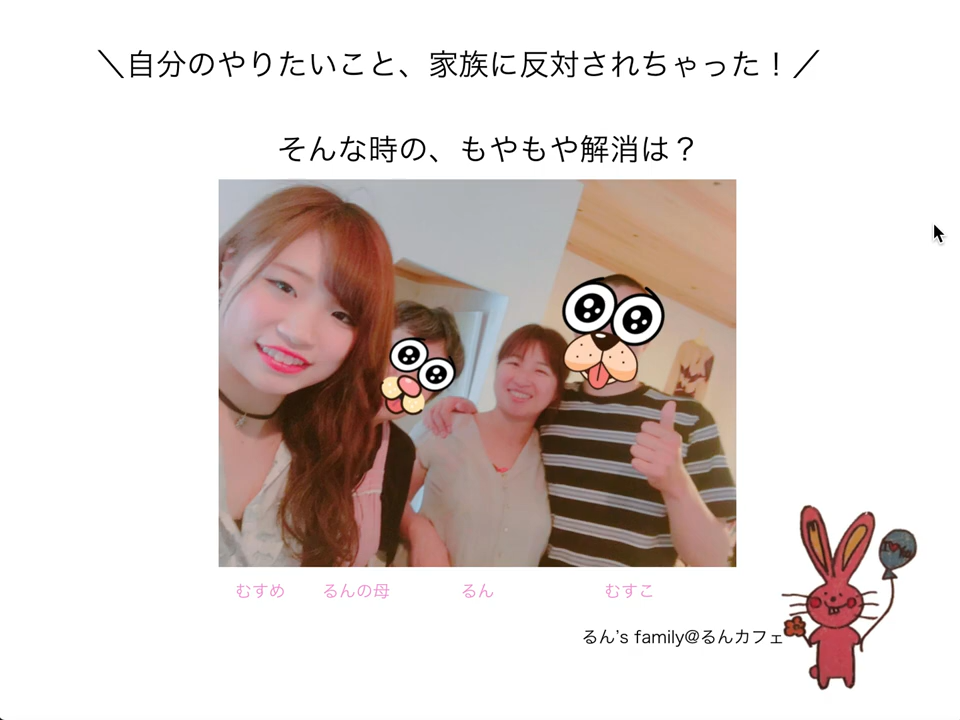 ＼自分のやりたいこと、家族に反対されちゃった！／
そんな時の、もやもや解消は？
むすめ　るんの母　るん　むすこ
るん's family@るんカフェ